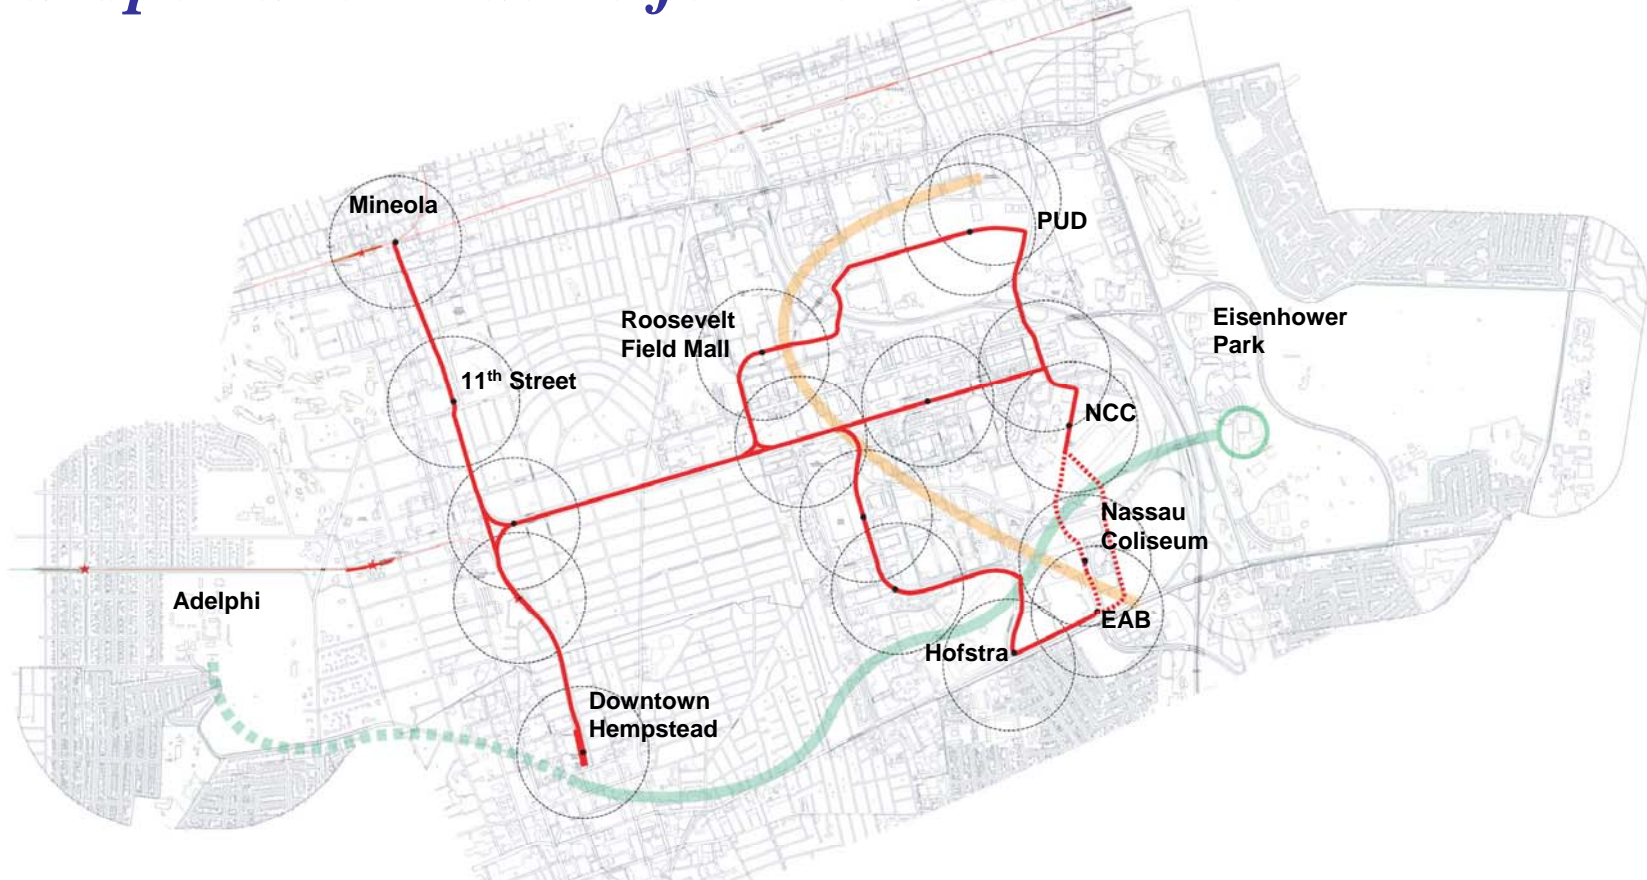 Mineola
PUD
Roosevelt
Field Mall
Eisenhower
Park
11th Street
NCC
Nassau
Coliseum
Adelphi
EAB
Hofstra
Downtown
Hempstead